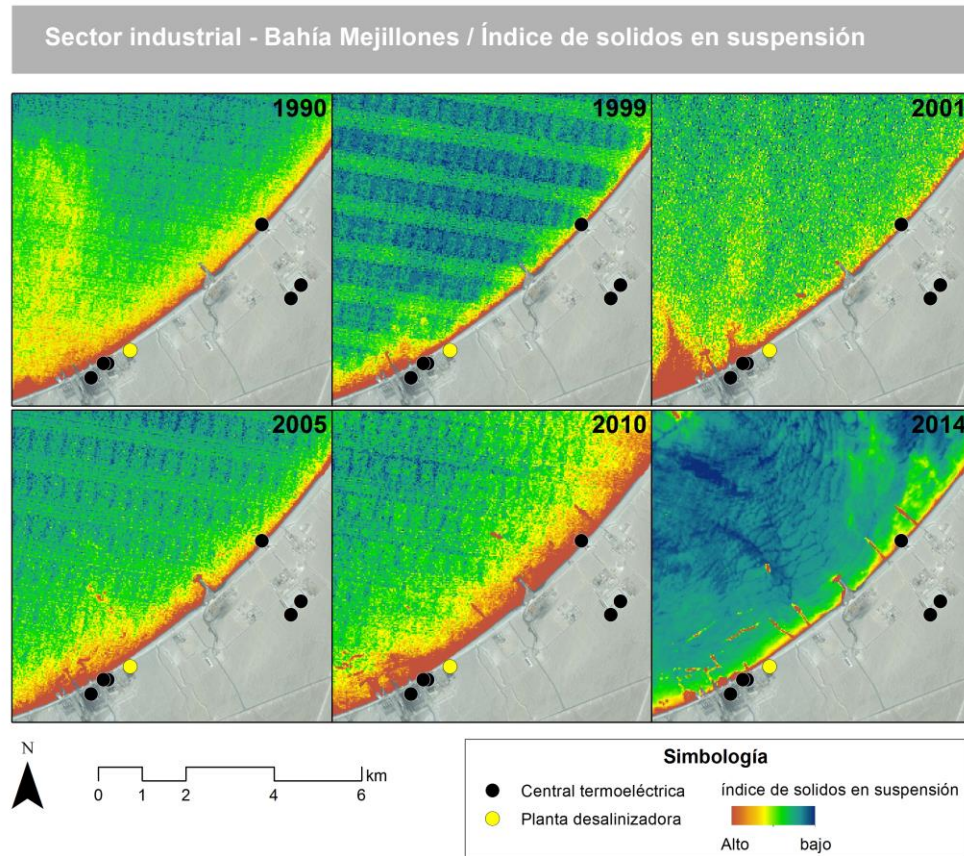 Sector industrial - Bahía Mejillones / Índice de solidos en suspensión
1990
1999
2001
2005
2010
2014
N
0 1 2 4 6 km
Simbología
Central termoeléctrica
Planta desalinizadora
índice de solidos en suspensión
Alto bajo